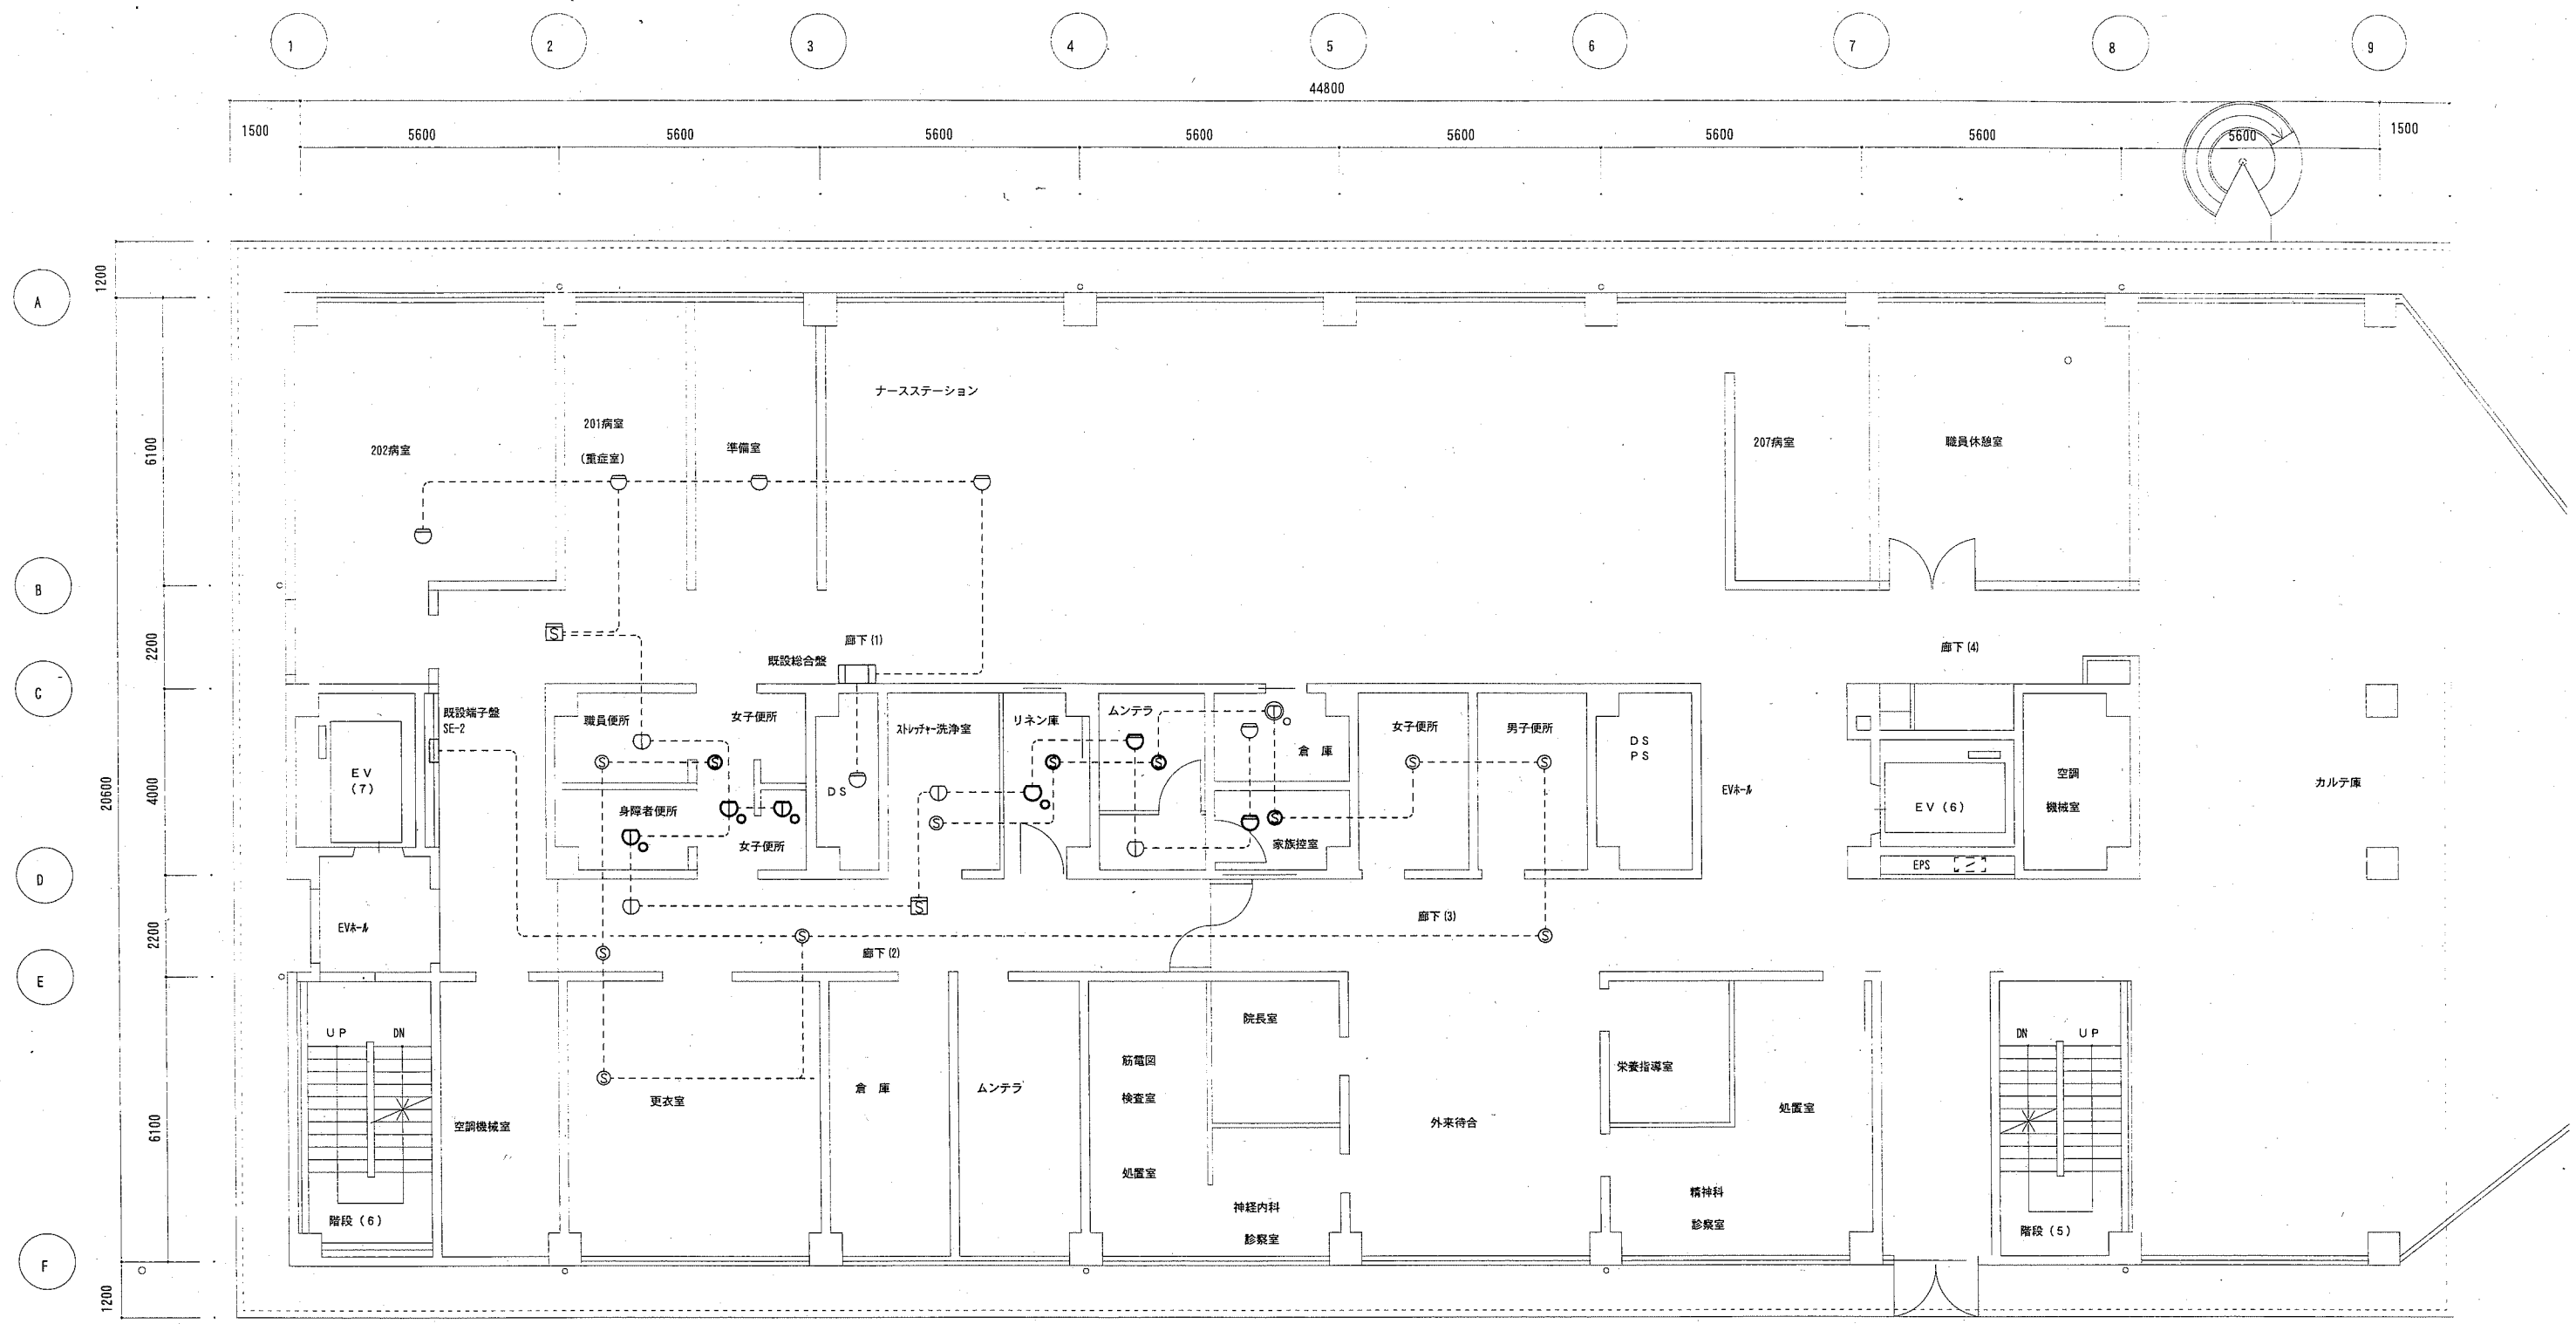 1 2 3 4 5 6 7 8 9
44800
1500 5600 5600 5600 5600 5600 5600 5600 5600 1500
1200
A
ナースステーション
201病室
202病室
(重症室)
準備室
207病室
職員休憩室
6100
B
2200
廊下(1)
既設総合盤
廊下(4)
C
既設端子盤
SE-2
職員便所
女子便所
ストレッチャー洗浄室
リネン庫
ムンテラ
倉 庫
女子便所
男子便所
DS
PS
EV
(7)
S
S
S
S
S
S
S
S
S
S
S
S
S
S
DS
身障者便所
女子便所
家族控室
EVホール
EV(6)
空調
機械室
カルテ庫
20600
4000
EPS
D
EVホール
2200
廊下(3)
廊下(2)
E
UP DN
院長室
筋電図
検査室
倉 庫
ムンテラ
更衣室
空調機械室
外来待合
栄養指導室
処置室
DN UP
6100
処置室
神経内科
診察室
精神科
診察室
階段(6)
階段(5)
F
1200